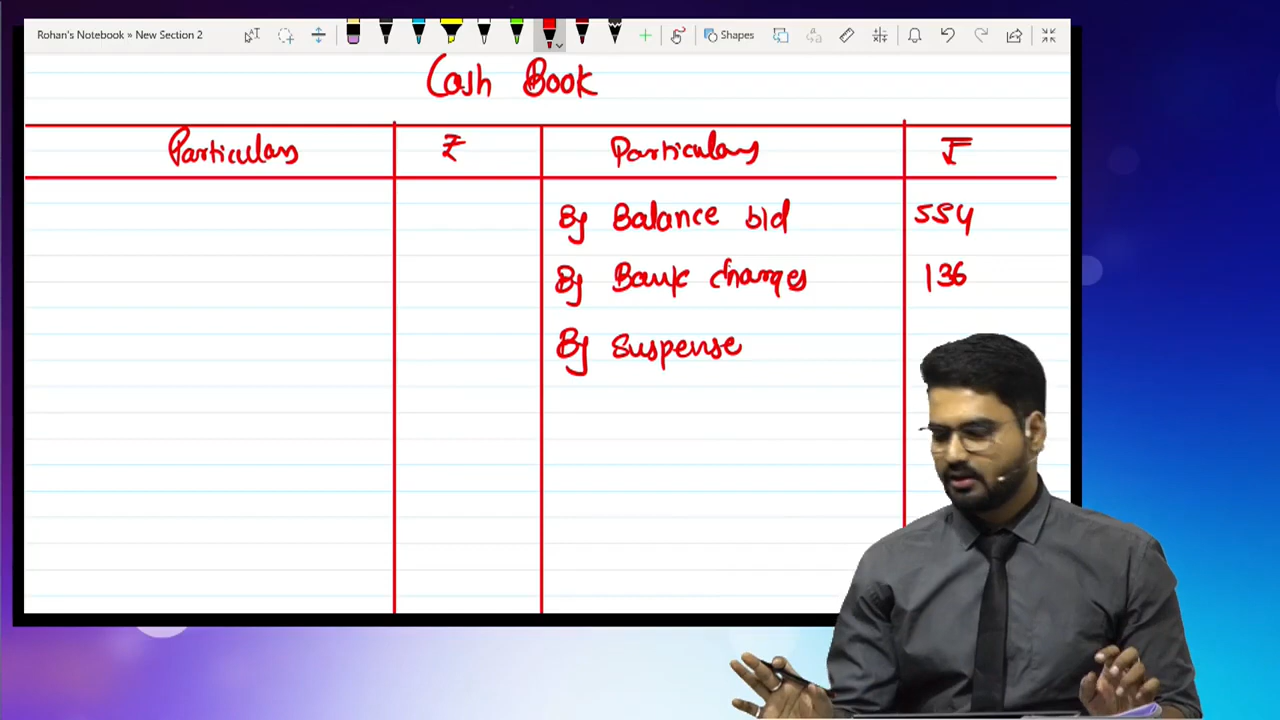 Rohan's Notebook » New Section 2
Shapes
Cash Book
Particulars ₹ Particulars ₹
By Balance b/d 554
By Bank charges 136
By Suspense